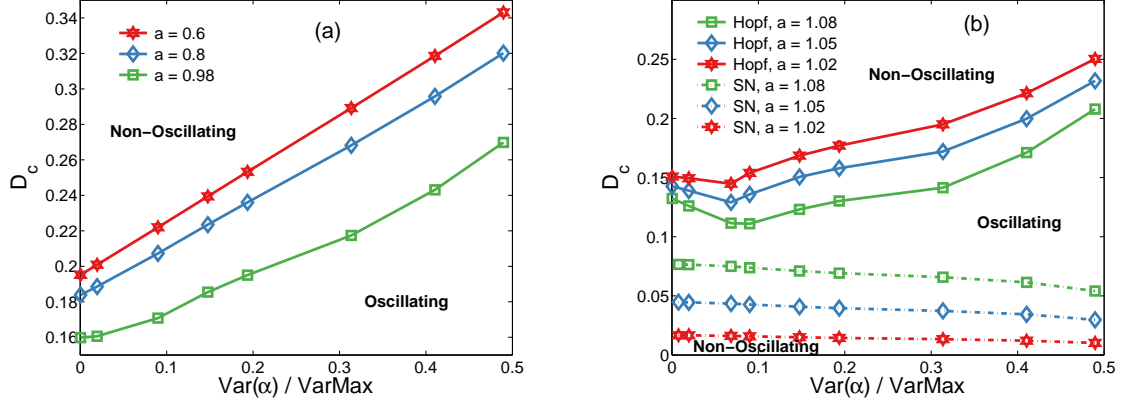 (a)
a = 0.6
a = 0.8
a = 0.98
Non−Oscillating
Oscillating
D_c
0.34
0.32
0.3
0.28
0.26
0.24
0.22
0.2
0.18
0.16
0
0.1
0.2
0.3
0.4
0.5
Var(α) / VarMax
(b)
Hopf, a = 1.08
Hopf, a = 1.05
Hopf, a = 1.02
SN, a = 1.08
SN, a = 1.05
SN, a = 1.02
Non−Oscillating
Oscillating
Non−Oscillating
D_c
0.25
0.2
0.15
0.1
0.05
0
0
0.1
0.2
0.3
0.4
0.5
Var(α) / VarMax